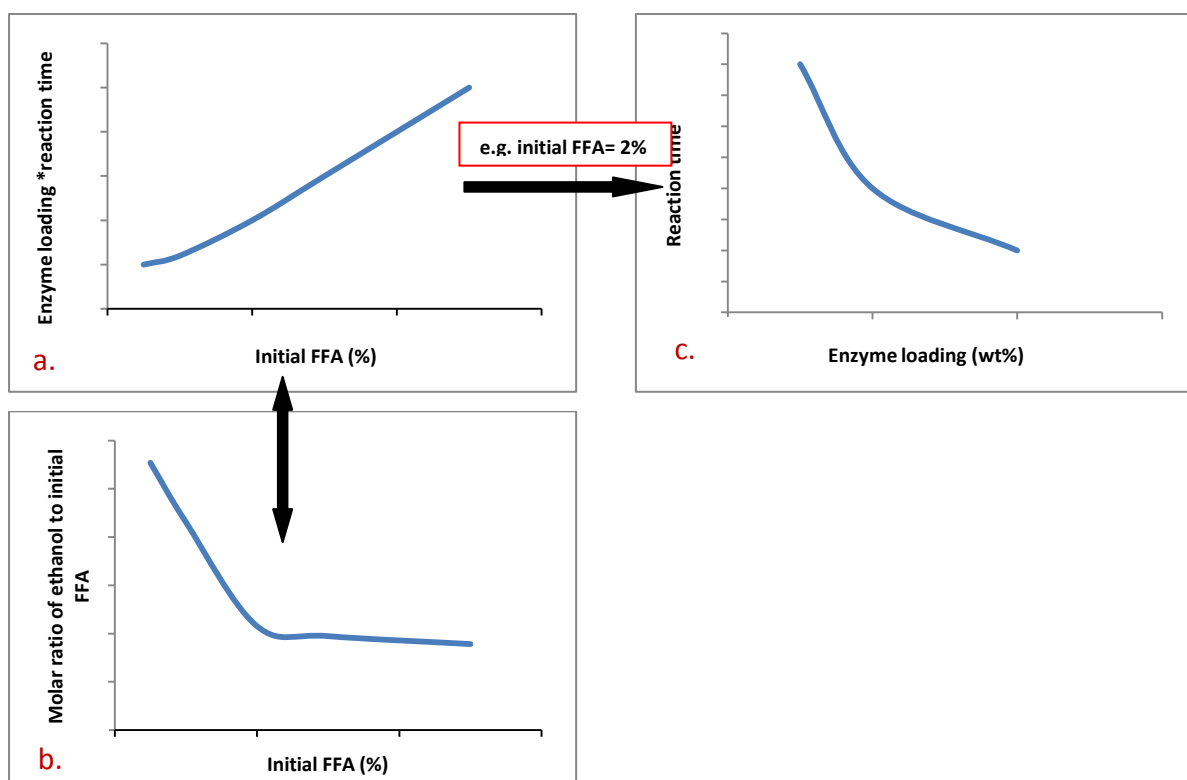 Enzyme loading *reaction time
Initial FFA (%)
a.
e.g. initial FFA= 2%
Reaction time
Enzyme loading (wt%)
c.
Molar ratio of ethanol to initial
FFA
Initial FFA (%)
b.